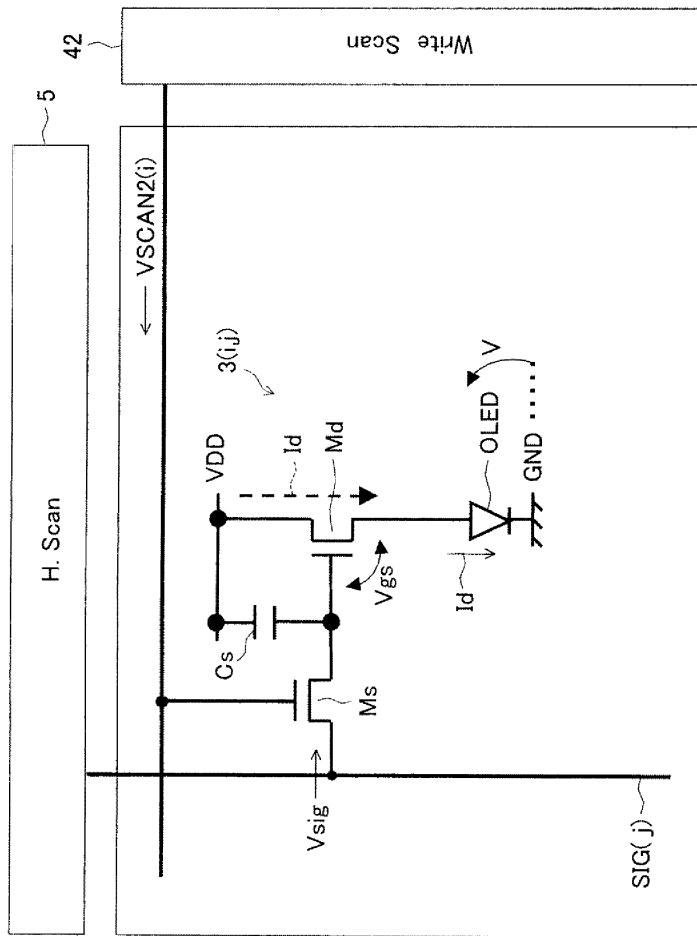 5
H. Scan
42
Write Scan
VSCAN2(i)
3(i,j)
VDD
Id
Md
Cs
Vgs
Ms
Vsig
OLED
V
Id
GND
SIG( j)